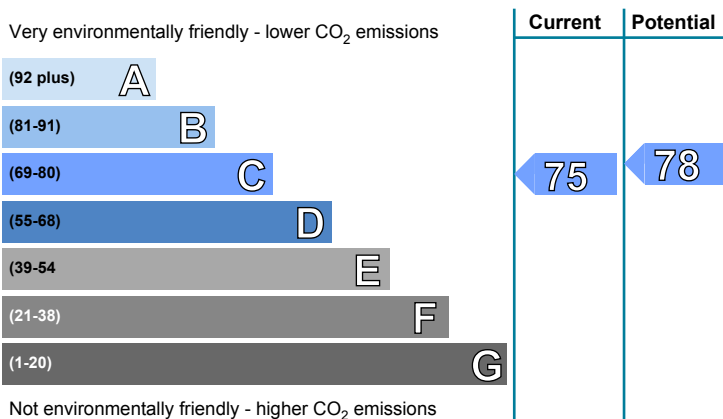 Current Potential
Very environmentally friendly - lower CO2 emissions
(92 plus) A
(81-91) B
(69-80) C 75 78
(55-68) D
(39-54 E
(21-38) F
(1-20) G
Not environmentally friendly - higher CO2 emissions